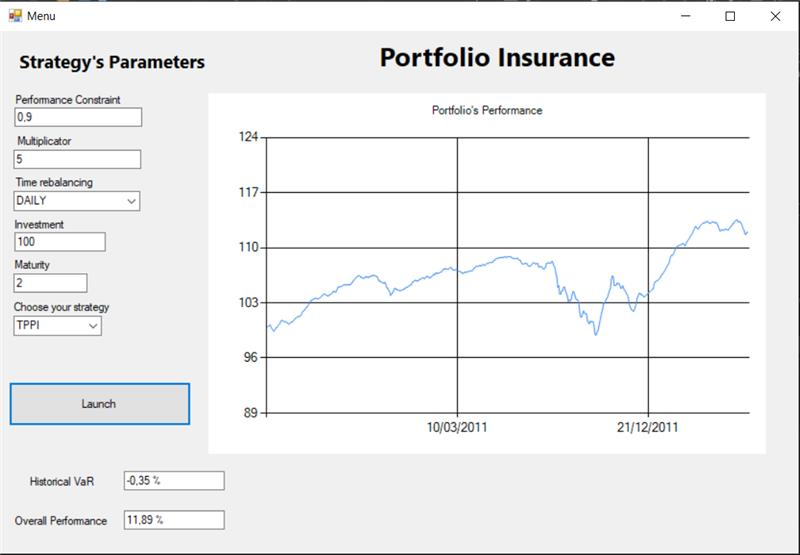 Menu
Strategy's Parameters
Portfolio Insurance
Performance Constraint
0,9
Multiplicator
5
Time rebalancing
DAILY
Investment
100
Maturity
2
Choose your strategy
TPPI
Launch
Portfolio's Performance
124
117
110
103
96
89
10/03/2011
21/12/2011
Historical VaR
-0,35 %
Overall Performance
11,89 %